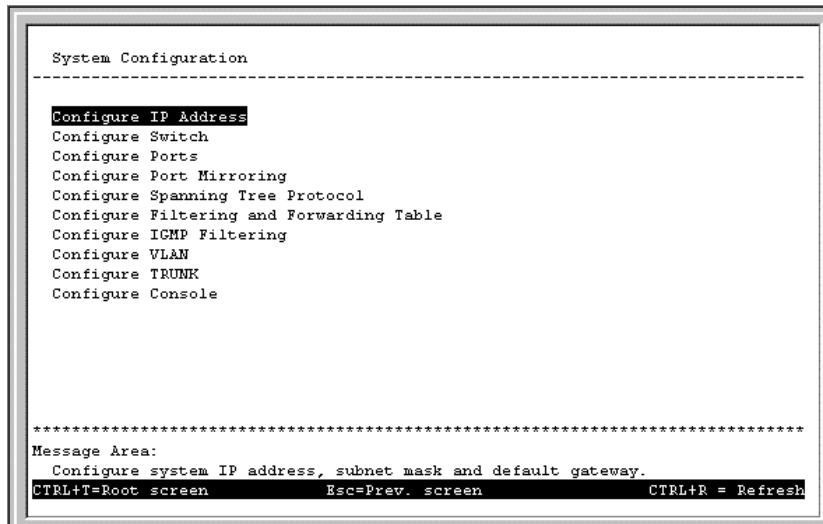 System Configuration
--------------------------------------------------------------------------------
Configure IP Address
Configure Switch
Configure Ports
Configure Port Mirroring
Configure Spanning Tree Protocol
Configure Filtering and Forwarding Table
Configure IGMP Filtering
Configure VLAN
Configure TRUNK
Configure Console
********************************************************************************
Message Area:
Configure system IP address, subnet mask and default gateway.
CTRL+T=Root screen Esc=Prev. screen CTRL+R = Refresh